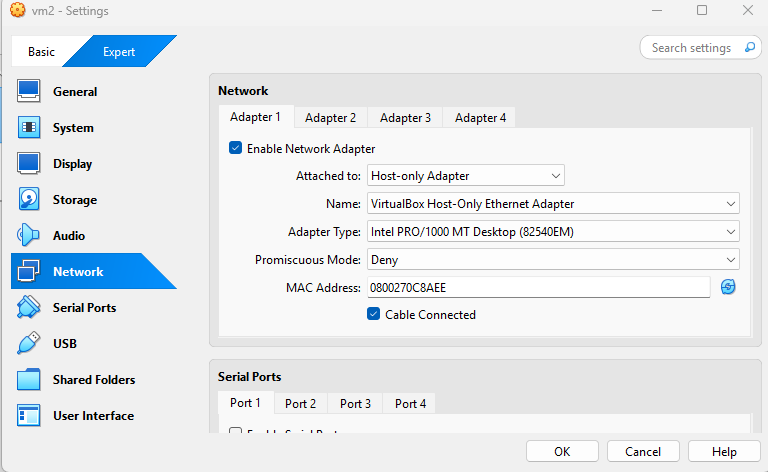 vm2 - Settings
Basic
Expert
Search settings
General
System
Display
Storage
Audio
Network
Serial Ports
USB
Shared Folders
User Interface
Network
Adapter 1 Adapter 2 Adapter 3 Adapter 4
Enable Network Adapter
Attached to: Host-only Adapter
Name: VirtualBox Host-Only Ethernet Adapter
Adapter Type: Intel PRO/1000 MT Desktop (82540EM)
Promiscuous Mode: Deny
MAC Address: 0800270C8AEE
Cable Connected
Serial Ports
Port 1 Port 2 Port 3 Port 4
OK Cancel Help